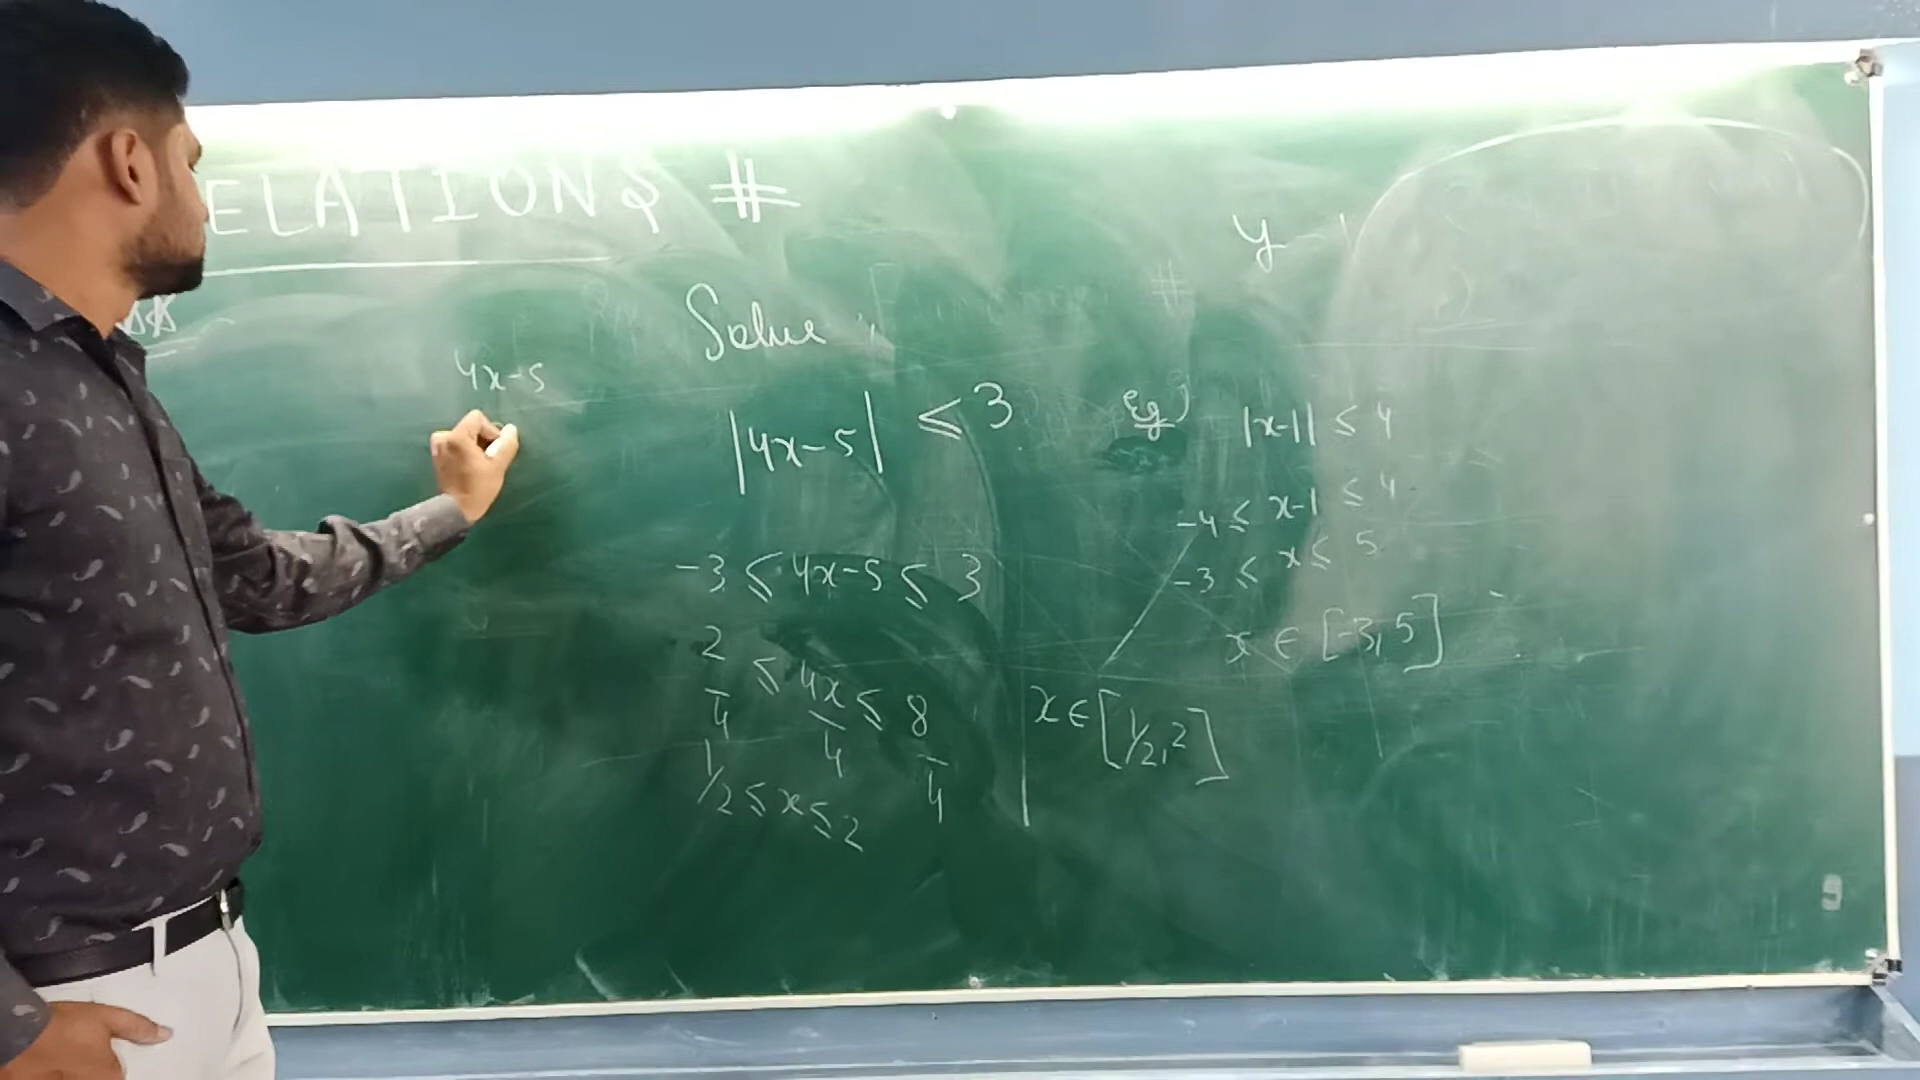 ELATIONS #
y
Solve :
4x-5
|4x-5| ≤ 3
-3 ≤ 4x-5 ≤ 3
2/4 ≤ 4x/4 ≤ 8/4
1/2 ≤ x ≤ 2
x ∈ [1/2, 2]
Eg)
|x-1| ≤ 4
-4 ≤ x-1 ≤ 4
-3 ≤ x ≤ 5
x ∈ [-3, 5]